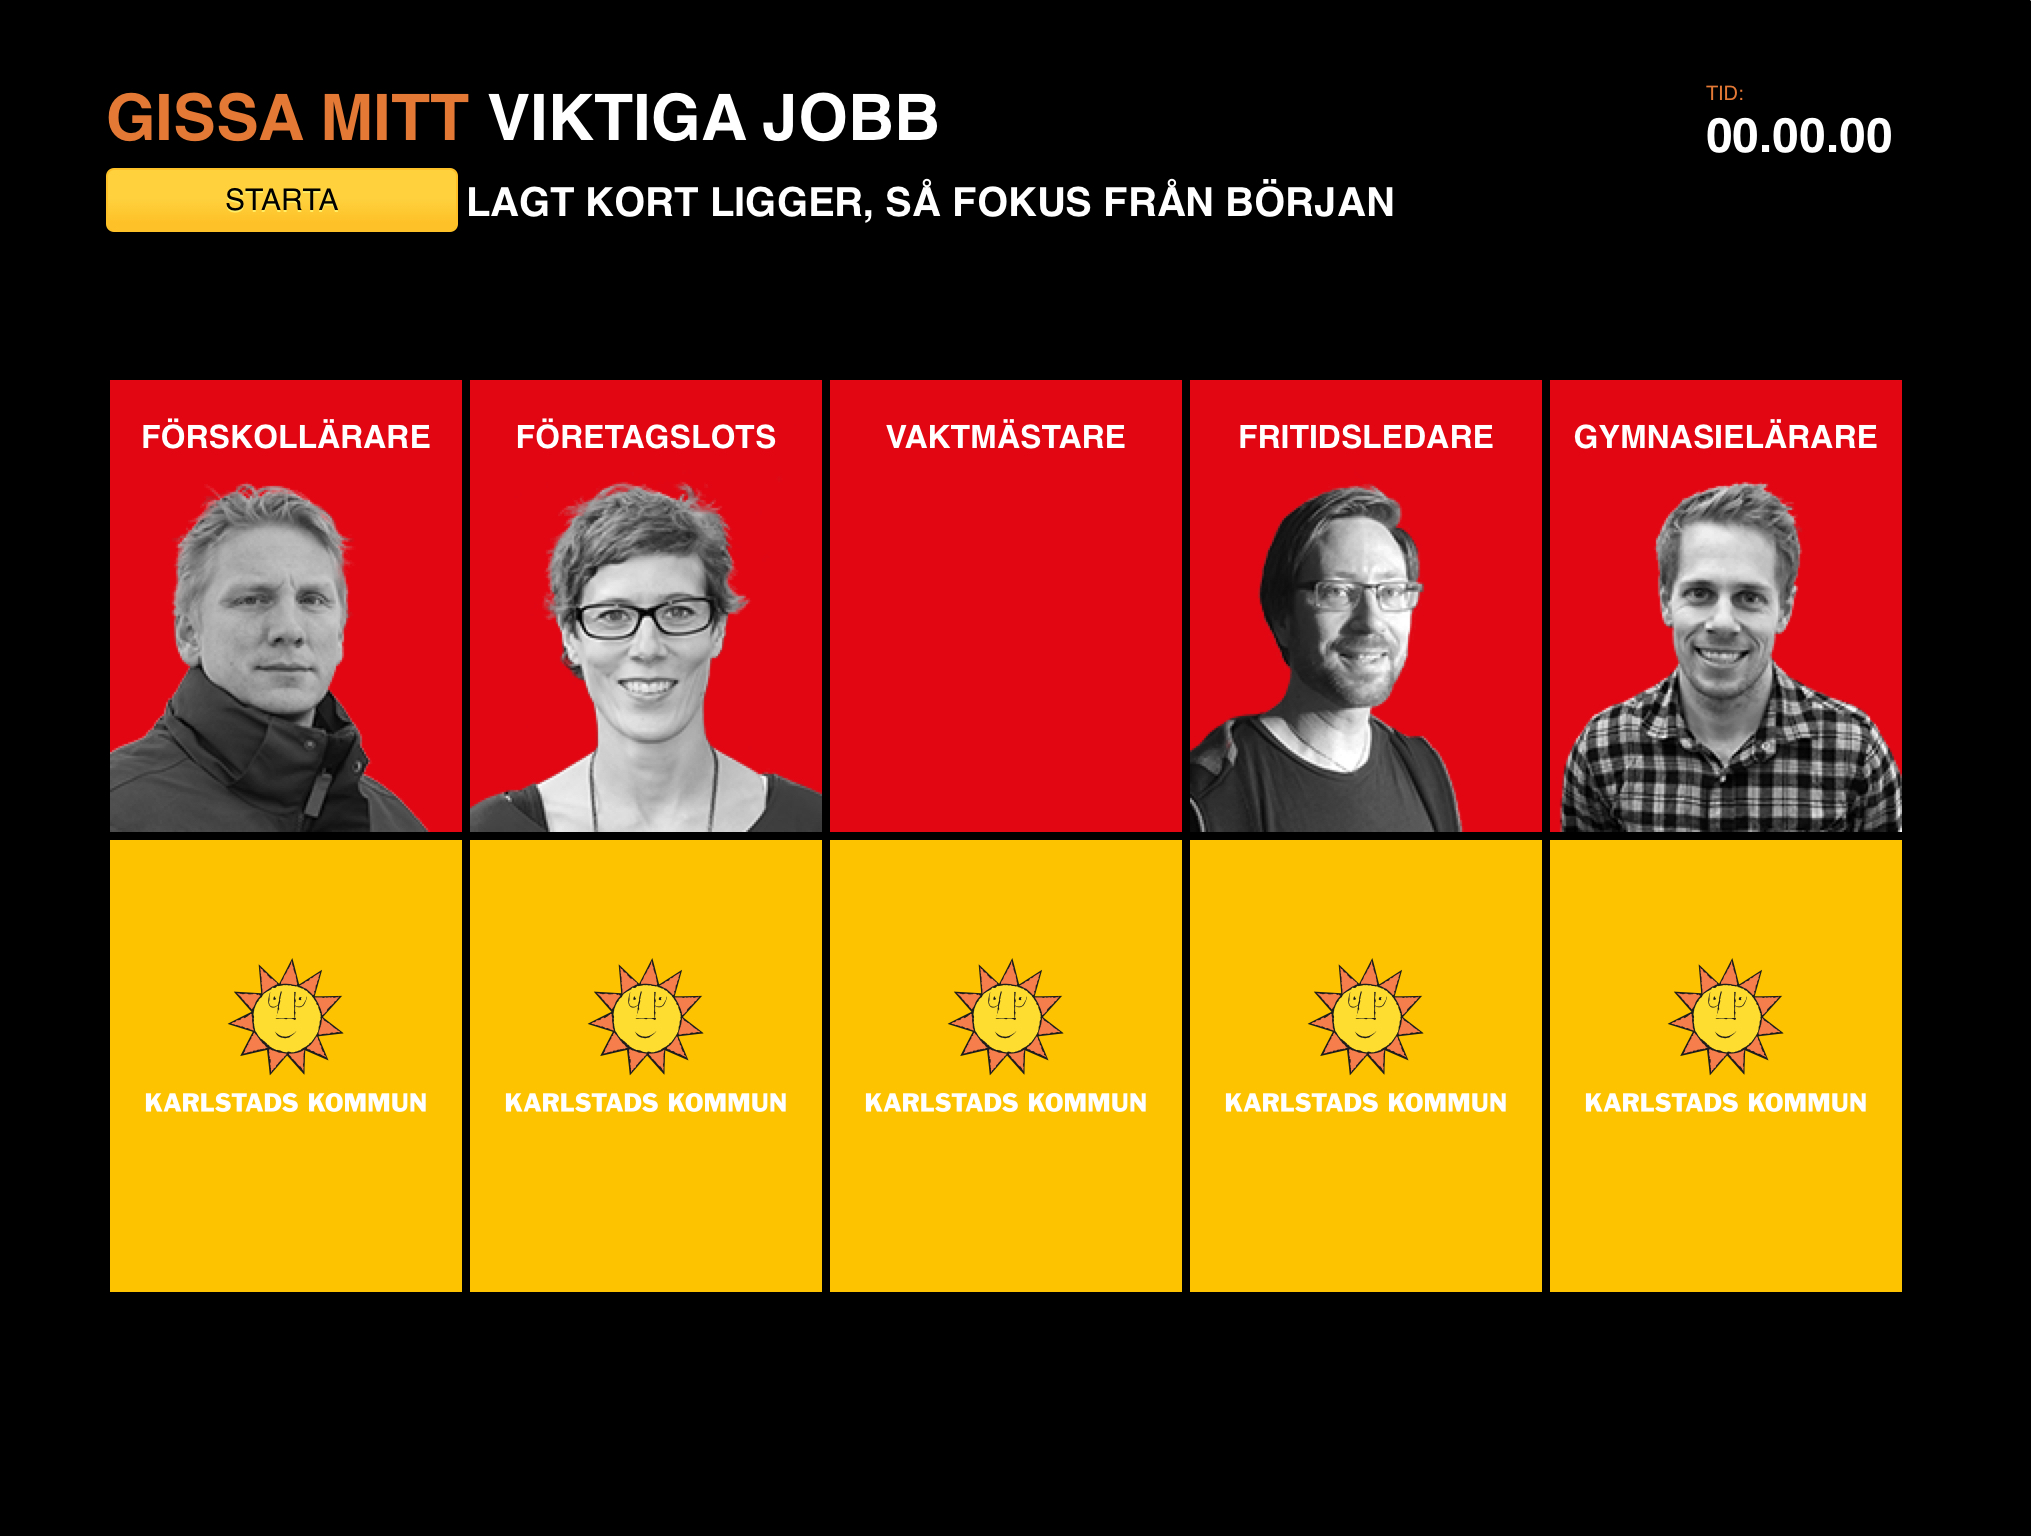 GISSA MITT VIKTIGA JOBB
TID:
00.00.00
STARTA
LAGT KORT LIGGER, SÅ FOKUS FRÅN BÖRJAN
FÖRSKOLLÄRARE
FÖRETAGSLOTS
VAKTMÄSTARE
FRITIDSLEDARE
GYMNASIELÄRARE
KARLSTADS KOMMUN
KARLSTADS KOMMUN
KARLSTADS KOMMUN
KARLSTADS KOMMUN
KARLSTADS KOMMUN